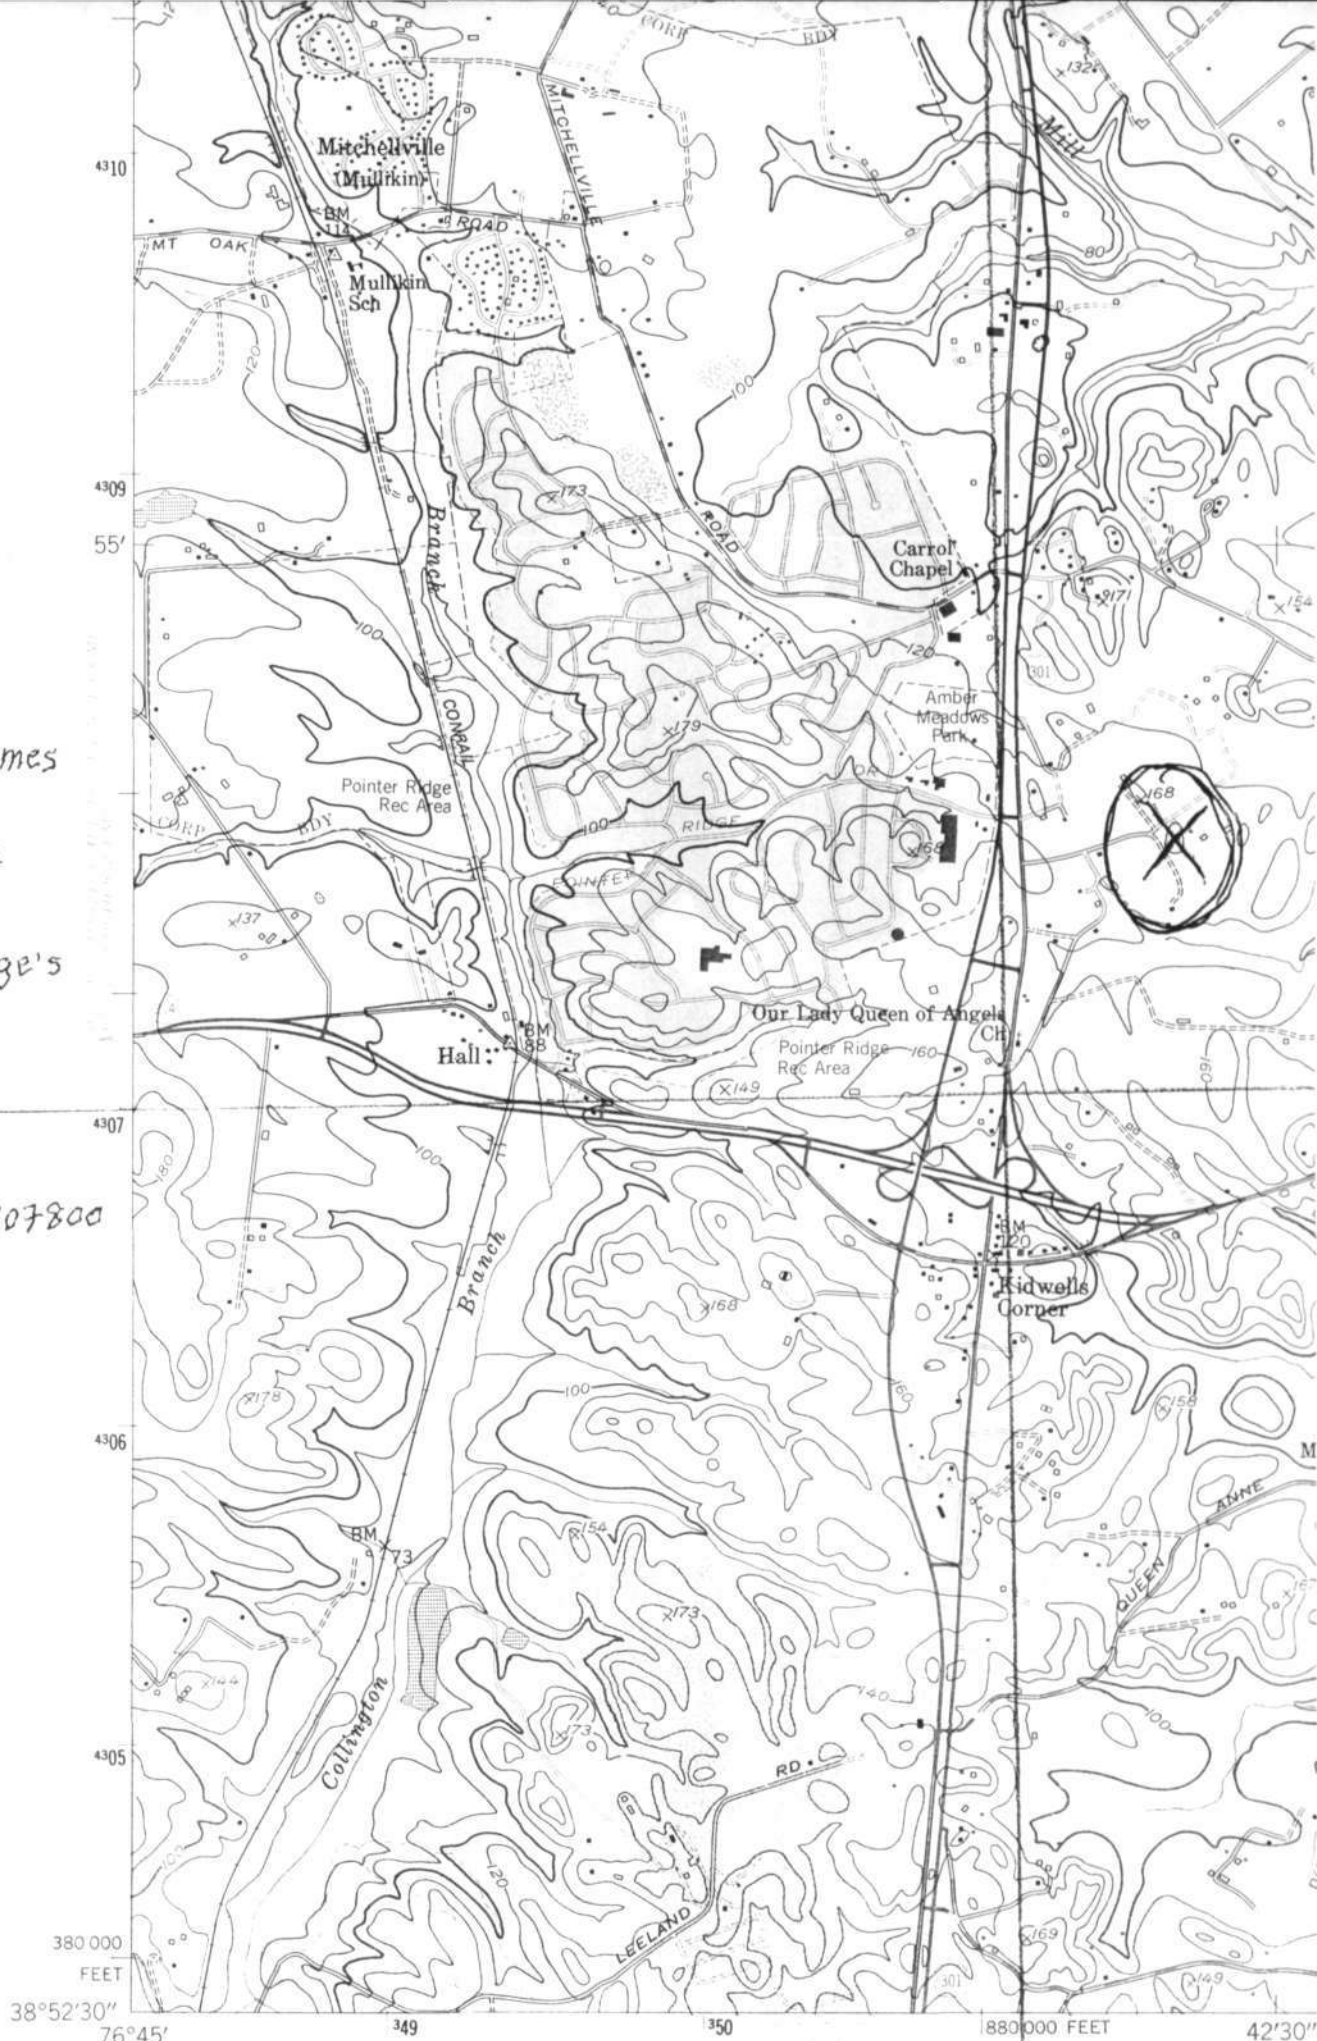 CORP BDY
×132
MITCHELLVILLE
Mill
Mitchellville
(Mullikin)
4310
BM
114
ROAD
MT OAK
80
Mullikin
Sch
120
100
×173
4309
ROAD
Branch
55'
Carrol
Chapel
171
×154
100
120
301
Amber
Meadows
Park
CONRAIL
×179
mes
DR
Pointer Ridge
Rec Area
×168
CORP BDY
100
RIDGE
×168
POINTER
×137
ge's
Our Lady Queen of Angels
Ch
BM
88
Hall
Pointer Ridge
Rec Area
160
×149
160
4307
100
180
07800
Branch
BM
120
Kidwells
Corner
×168
100
160
×178
×158
4306
M
ANNE
BM
73
×154
QUEEN
×173
×144
140
100
Collington
×173
4305
RD
100
120
LEELAND
×169
380 000
FEET
301
149
38°52'30"
76°45'
349
350
880 000 FEET
42'30"